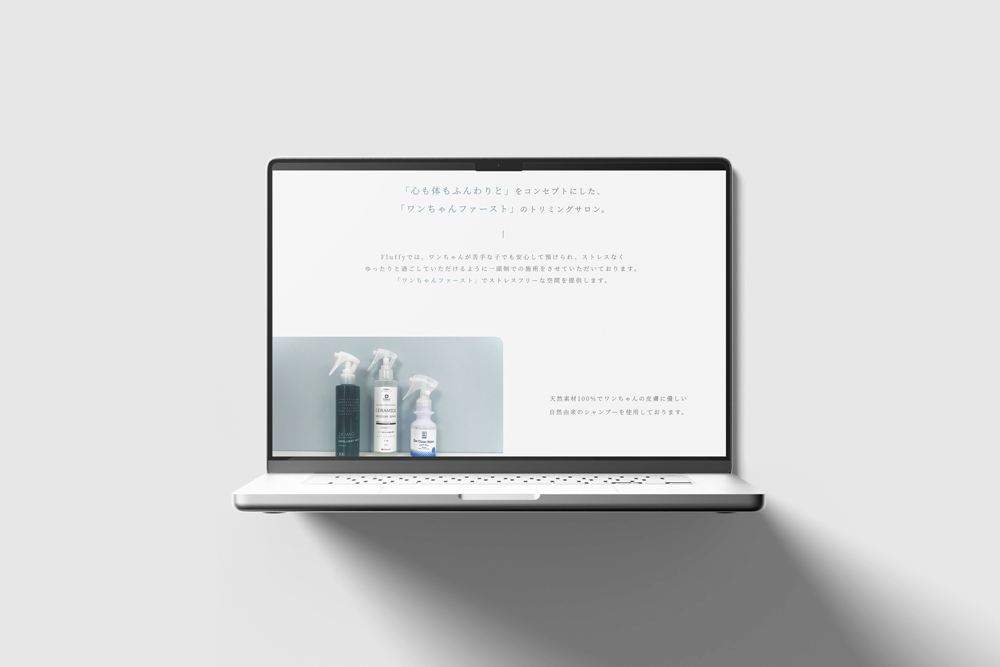 「心も体もふんわりと」をコンセプトにした、
「ワンちゃんファースト」のトリミングサロン。
Fluffyでは、ワンちゃんが苦手な子でも安心して預けられ、ストレスなく
ゆったりと過ごしていただけるように一頭制での施術をさせていただいております。
「ワンちゃんファースト」でストレスフリーな空間を提供します。
CERAMIDE
天然素材100%でワンちゃんの皮膚に優しい
自然由来のシャンプーを使用しております。